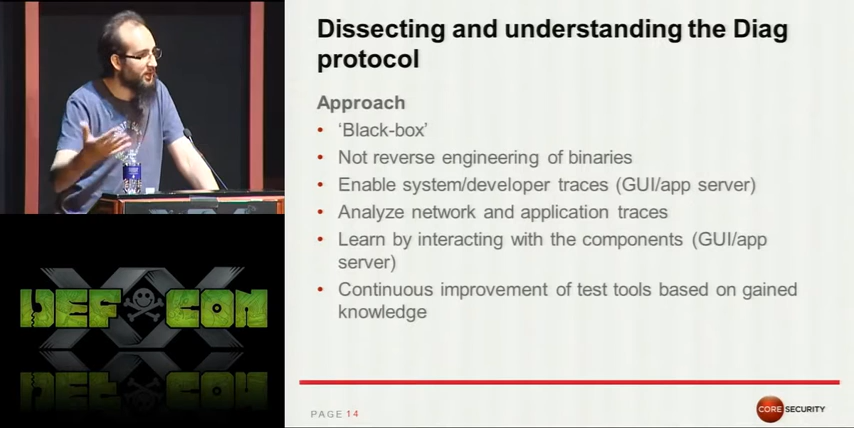 Dissecting and understanding the Diag
protocol
Approach
• 'Black-box'
• Not reverse engineering of binaries
• Enable system/developer traces (GUI/app server)
• Analyze network and application traces
• Learn by interacting with the components (GUI/app
server)
• Continuous improvement of test tools based on gained
knowledge
PAGE 14
CORE SECURITY
XX
DEF CON